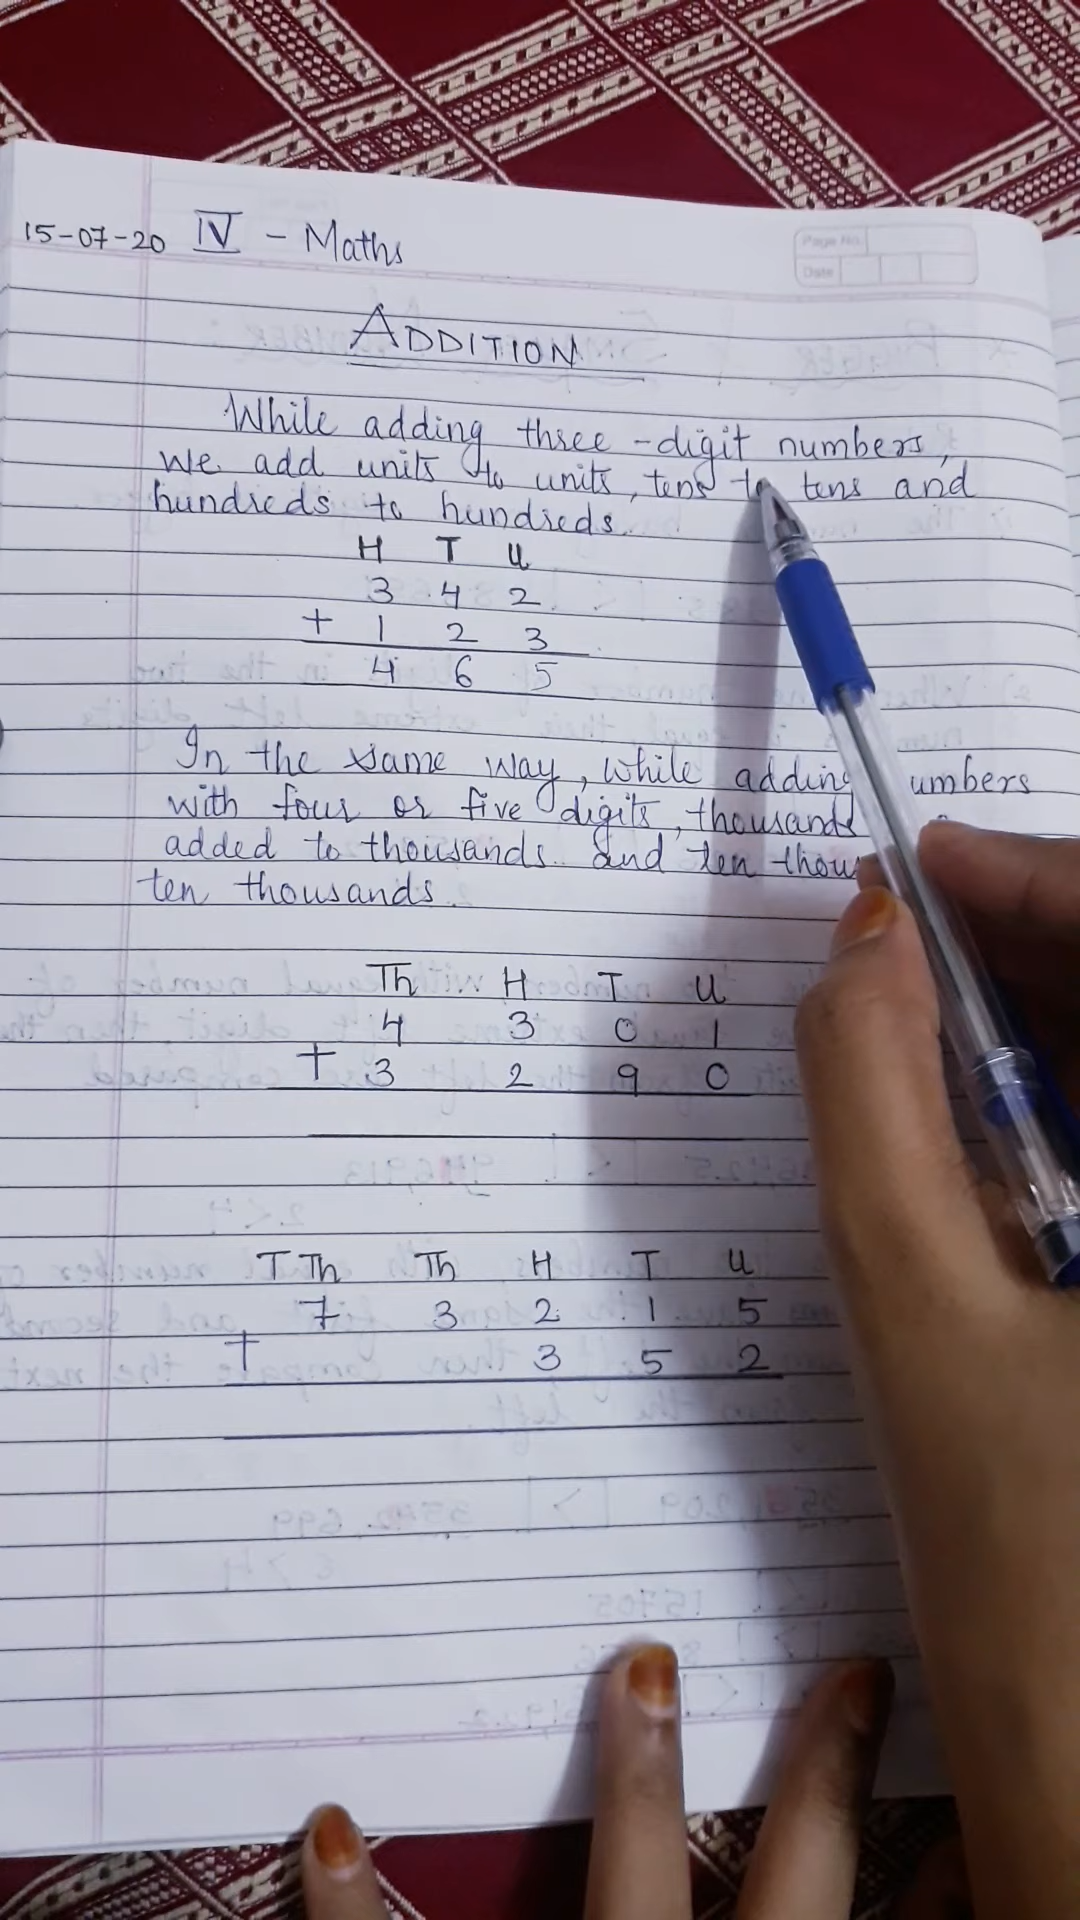 15-07-20 IV - Maths
Page No.
Date
ADDITION
While adding three-digit numbers,
we add units to units, tens to tens and
hundreds to hundreds.
H T U
3 4 2
+ 1 2 3
4 6 5
In the same way, while adding
with four or five digits, thousands
added to thousands and ten
ten thousands.
Th H T U
4 3 0 1
+ 3 2 9 0
T Th Th H T U
7 3 2 1 5
+ 3 5 2